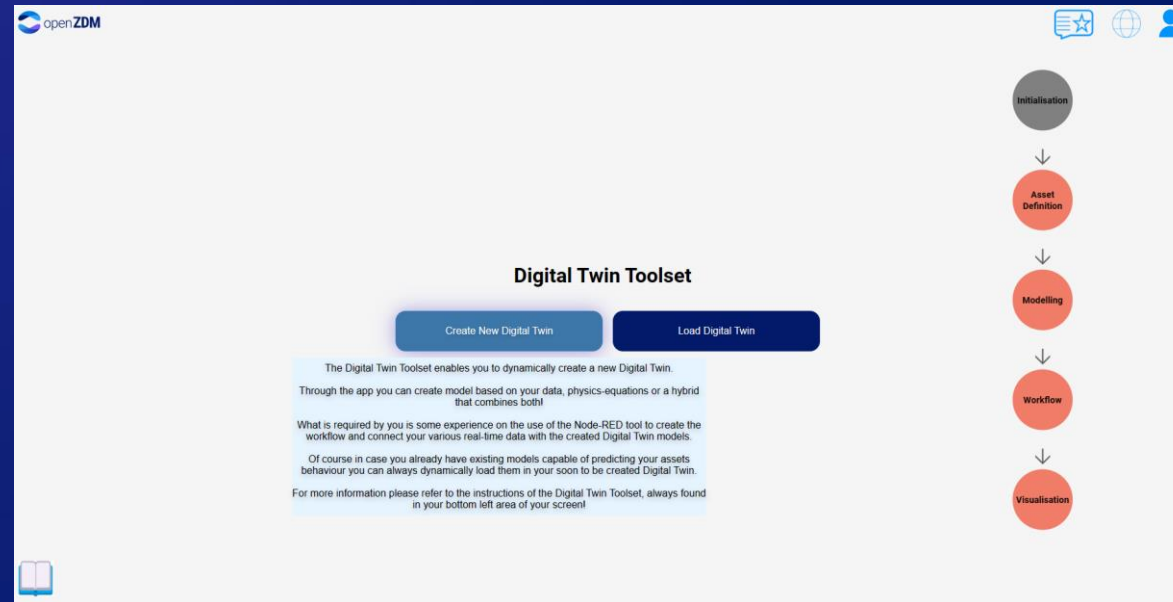 openZDM
Initialisation
Asset
Definition
Modelling
Workflow
Visualisation
Digital Twin Toolset
Create New Digital Twin
Load Digital Twin
The Digital Twin Toolset enables you to dynamically create a new Digital Twin.
Through the app you can create model based on your data, physics-equations or a hybrid
that combines both!
What is required by you is some experience on the use of the Node-RED tool to create the
workflow and connect your various real-time data with the created Digital Twin models.
Of course in case you already have existing models capable of predicting your assets
behaviour you can always dynamically load them in your soon to be created Digital Twin.
For more information please refer to the instructions of the Digital Twin Toolset, always found
in your bottom left area of your screen!